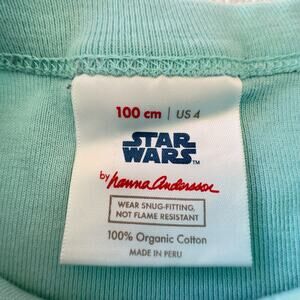 100 cm | US 4
STAR
WARS™
by hanna andersson
WEAR SNUG-FITTING,
NOT FLAME RESISTANT
100% Organic Cotton
MADE IN PERU